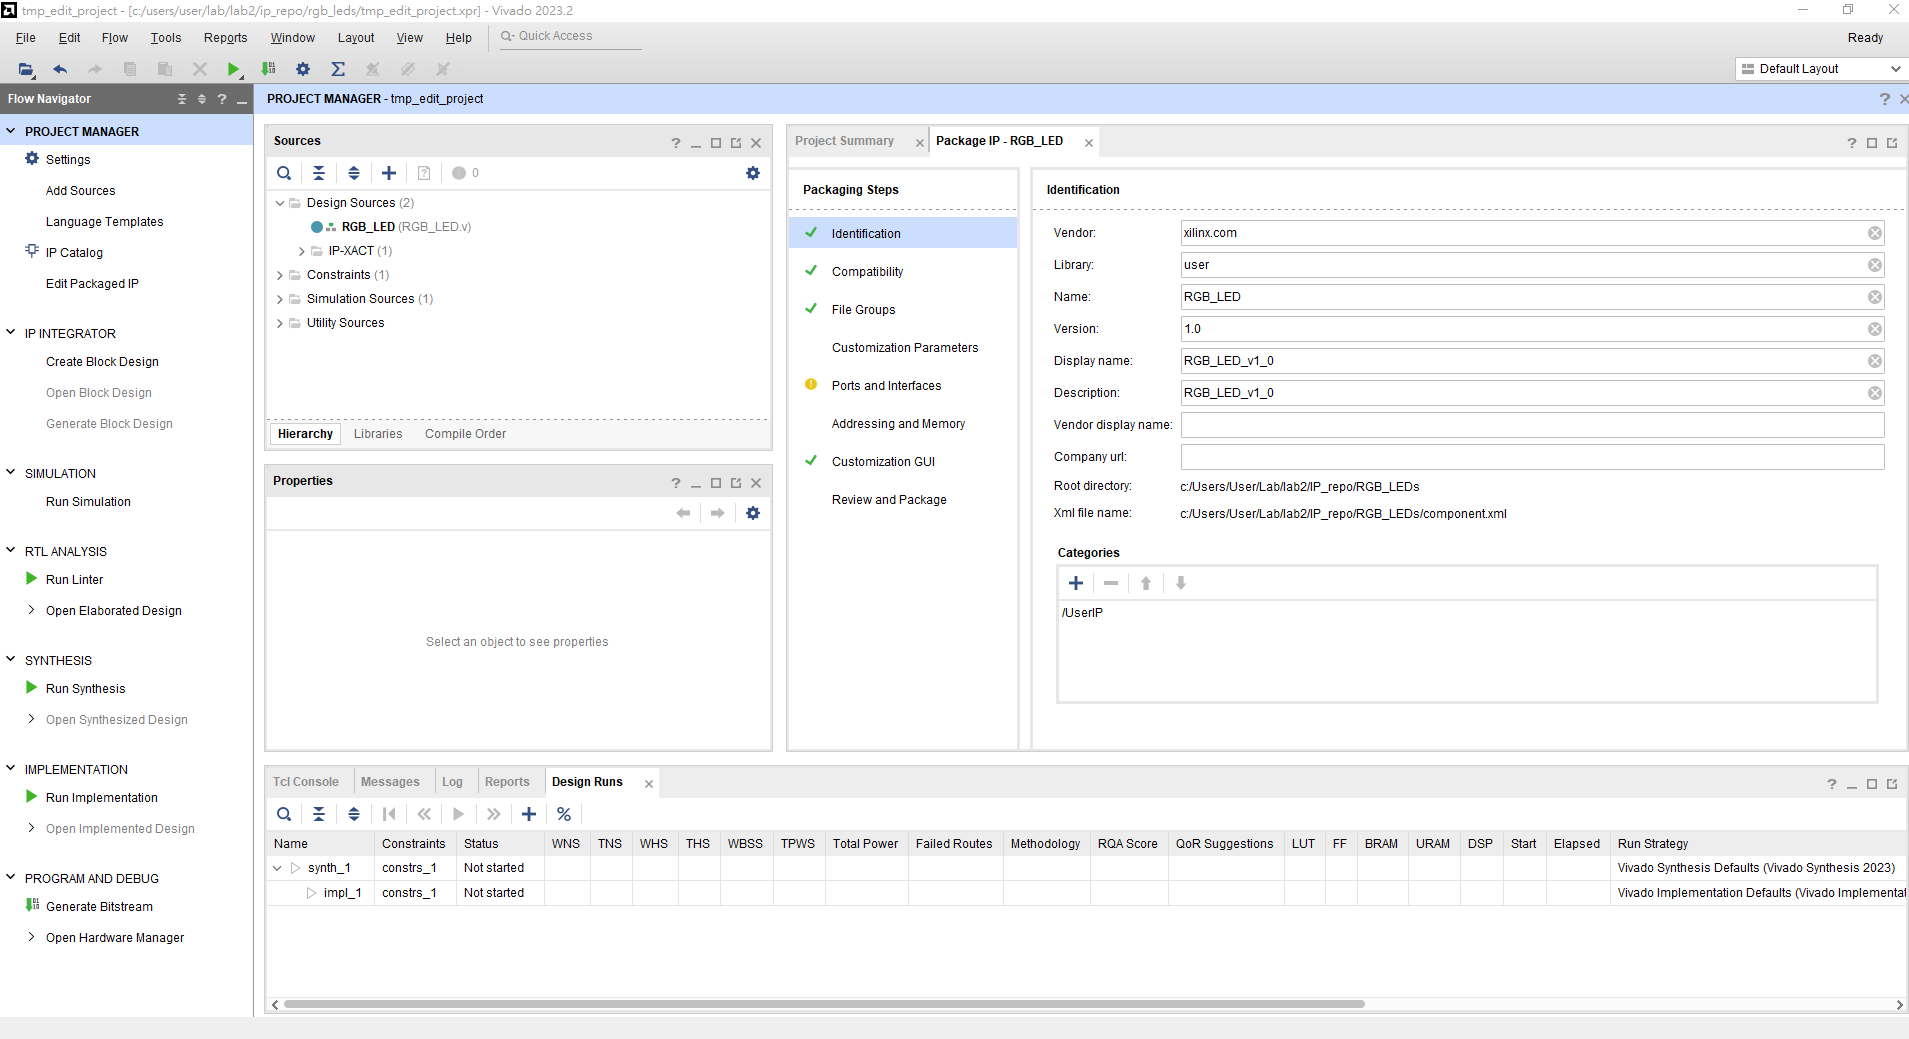 tmp_edit_project - [c:/users/user/lab/lab2/ip_repo/rgb_leds/tmp_edit_project.xpr] - Vivado 2023.2
File Edit Flow Tools Reports Window Layout View Help Quick Access
Ready
Default Layout
Flow Navigator
PROJECT MANAGER
Settings
Add Sources
Language Templates
IP Catalog
Edit Packaged IP
IP INTEGRATOR
Create Block Design
Open Block Design
Generate Block Design
SIMULATION
Run Simulation
RTL ANALYSIS
Run Linter
Open Elaborated Design
SYNTHESIS
Run Synthesis
Open Synthesized Design
IMPLEMENTATION
Run Implementation
Open Implemented Design
PROGRAM AND DEBUG
Generate Bitstream
Open Hardware Manager
PROJECT MANAGER - tmp_edit_project
Sources
0
Design Sources (2)
RGB_LED (RGB_LED.v)
IP-XACT (1)
Constraints (1)
Simulation Sources (1)
Utility Sources
Hierarchy Libraries Compile Order
Properties
Select an object to see properties
Project Summary Package IP - RGB_LED
Packaging Steps
Identification
Compatibility
File Groups
Customization Parameters
Ports and Interfaces
Addressing and Memory
Customization GUI
Review and Package
Identification
Vendor: xilinx.com
Library: user
Name: RGB_LED
Version: 1.0
Display name: RGB_LED_v1_0
Description: RGB_LED_v1_0
Vendor display name:
Company url:
Root directory: c:/Users/User/Lab/lab2/IP_repo/RGB_LEDs
Xml file name: c:/Users/User/Lab/lab2/IP_repo/RGB_LEDs/component.xml
Categories
/UserIP
Tcl Console Messages Log Reports Design Runs
Name Constraints Status WNS TNS WHS THS WBSS TPWS Total Power Failed Routes Methodology RQA Score QoR Suggestions LUT FF BRAM URAM DSP Start Elapsed Run Strategy
synth_1 constrs_1 Not started Vivado Synthesis Defaults (Vivado Synthesis 2023)
impl_1 constrs_1 Not started Vivado Implementation Defaults (Vivado Implementat